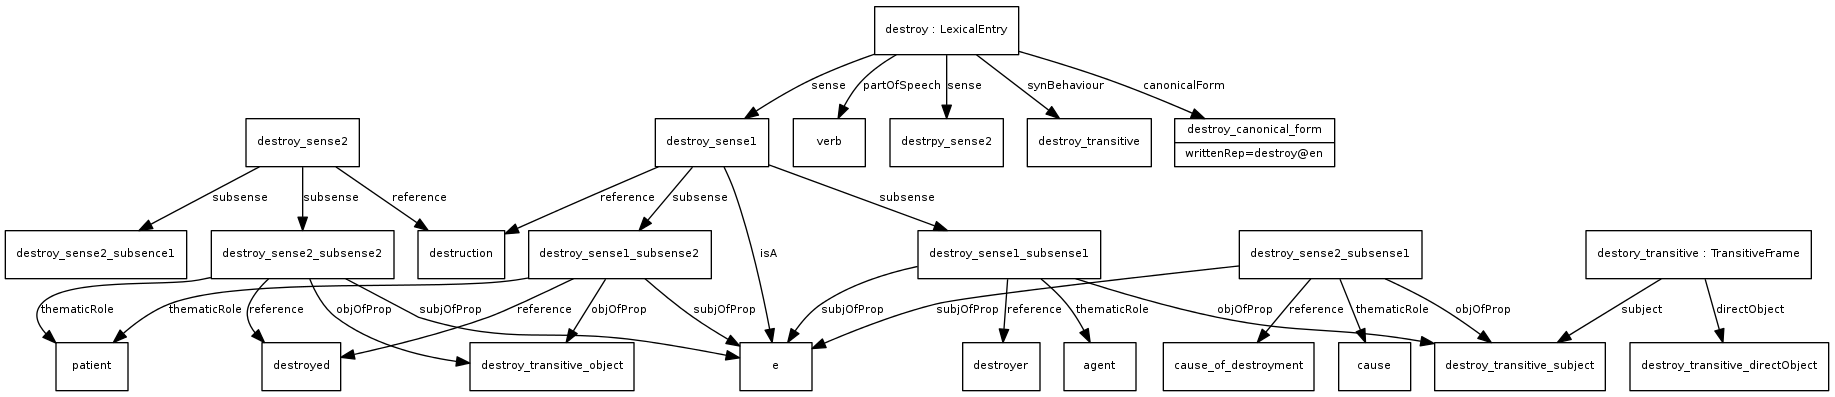 destroy : LexicalEntry
sense
partOfSpeech
sense
synBehaviour
canonicalForm
destroy_sense2
destroy_sense1
verb
destrpy_sense2
destroy_transitive
destroy_canonical_form
writtenRep=destroy@en
subsense
subsense
reference
reference
subsense
isA
subsense
destroy_sense2_subsence1
destroy_sense2_subsense2
destruction
destroy_sense1_subsense2
destroy_sense1_subsense1
destroy_sense2_subsense1
destory_transitive : TransitiveFrame
thematicRole
thematicRole
reference
objOfProp
subjOfProp
reference
objOfProp
subjOfProp
subjOfProp
subjOfProp
reference
thematicRole
objOfProp
reference
thematicRole
objOfProp
subject
directObject
patient
destroyed
destroy_transitive_object
e
destroyer
agent
cause_of_destroyment
cause
destroy_transitive_subject
destroy_transitive_directObject